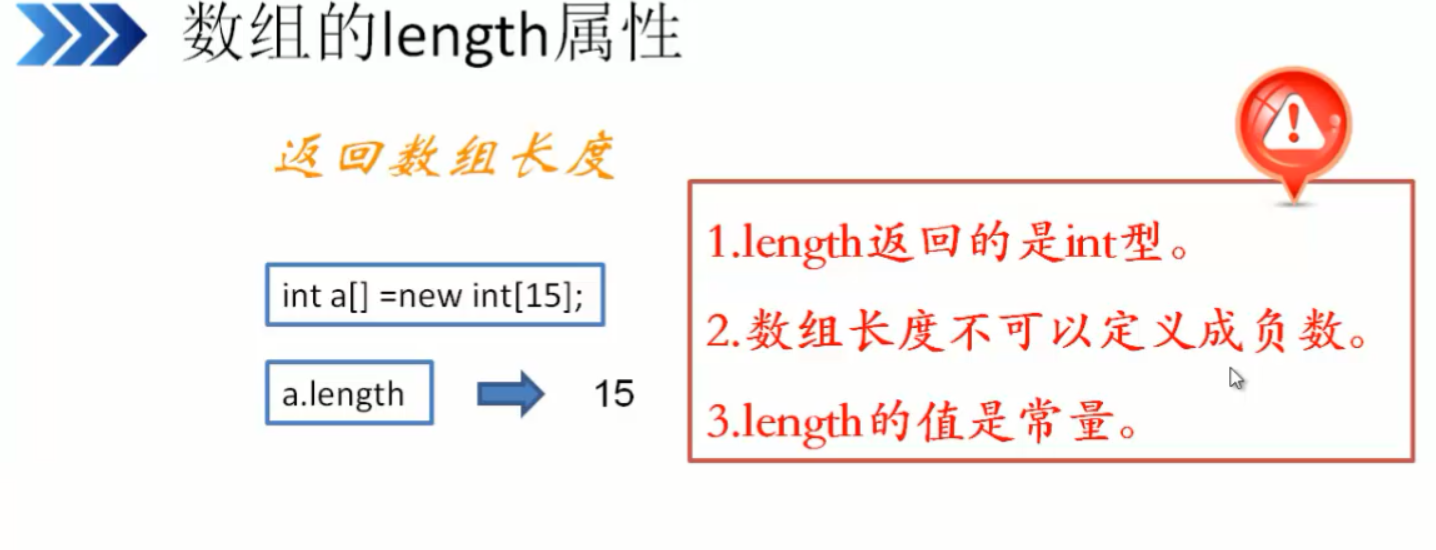 数组的length属性
返回数组长度
int a[] =new int[15];
a.length
15
1.length返回的是int型。
2.数组长度不可以定义成负数。
3.length的值是常量。